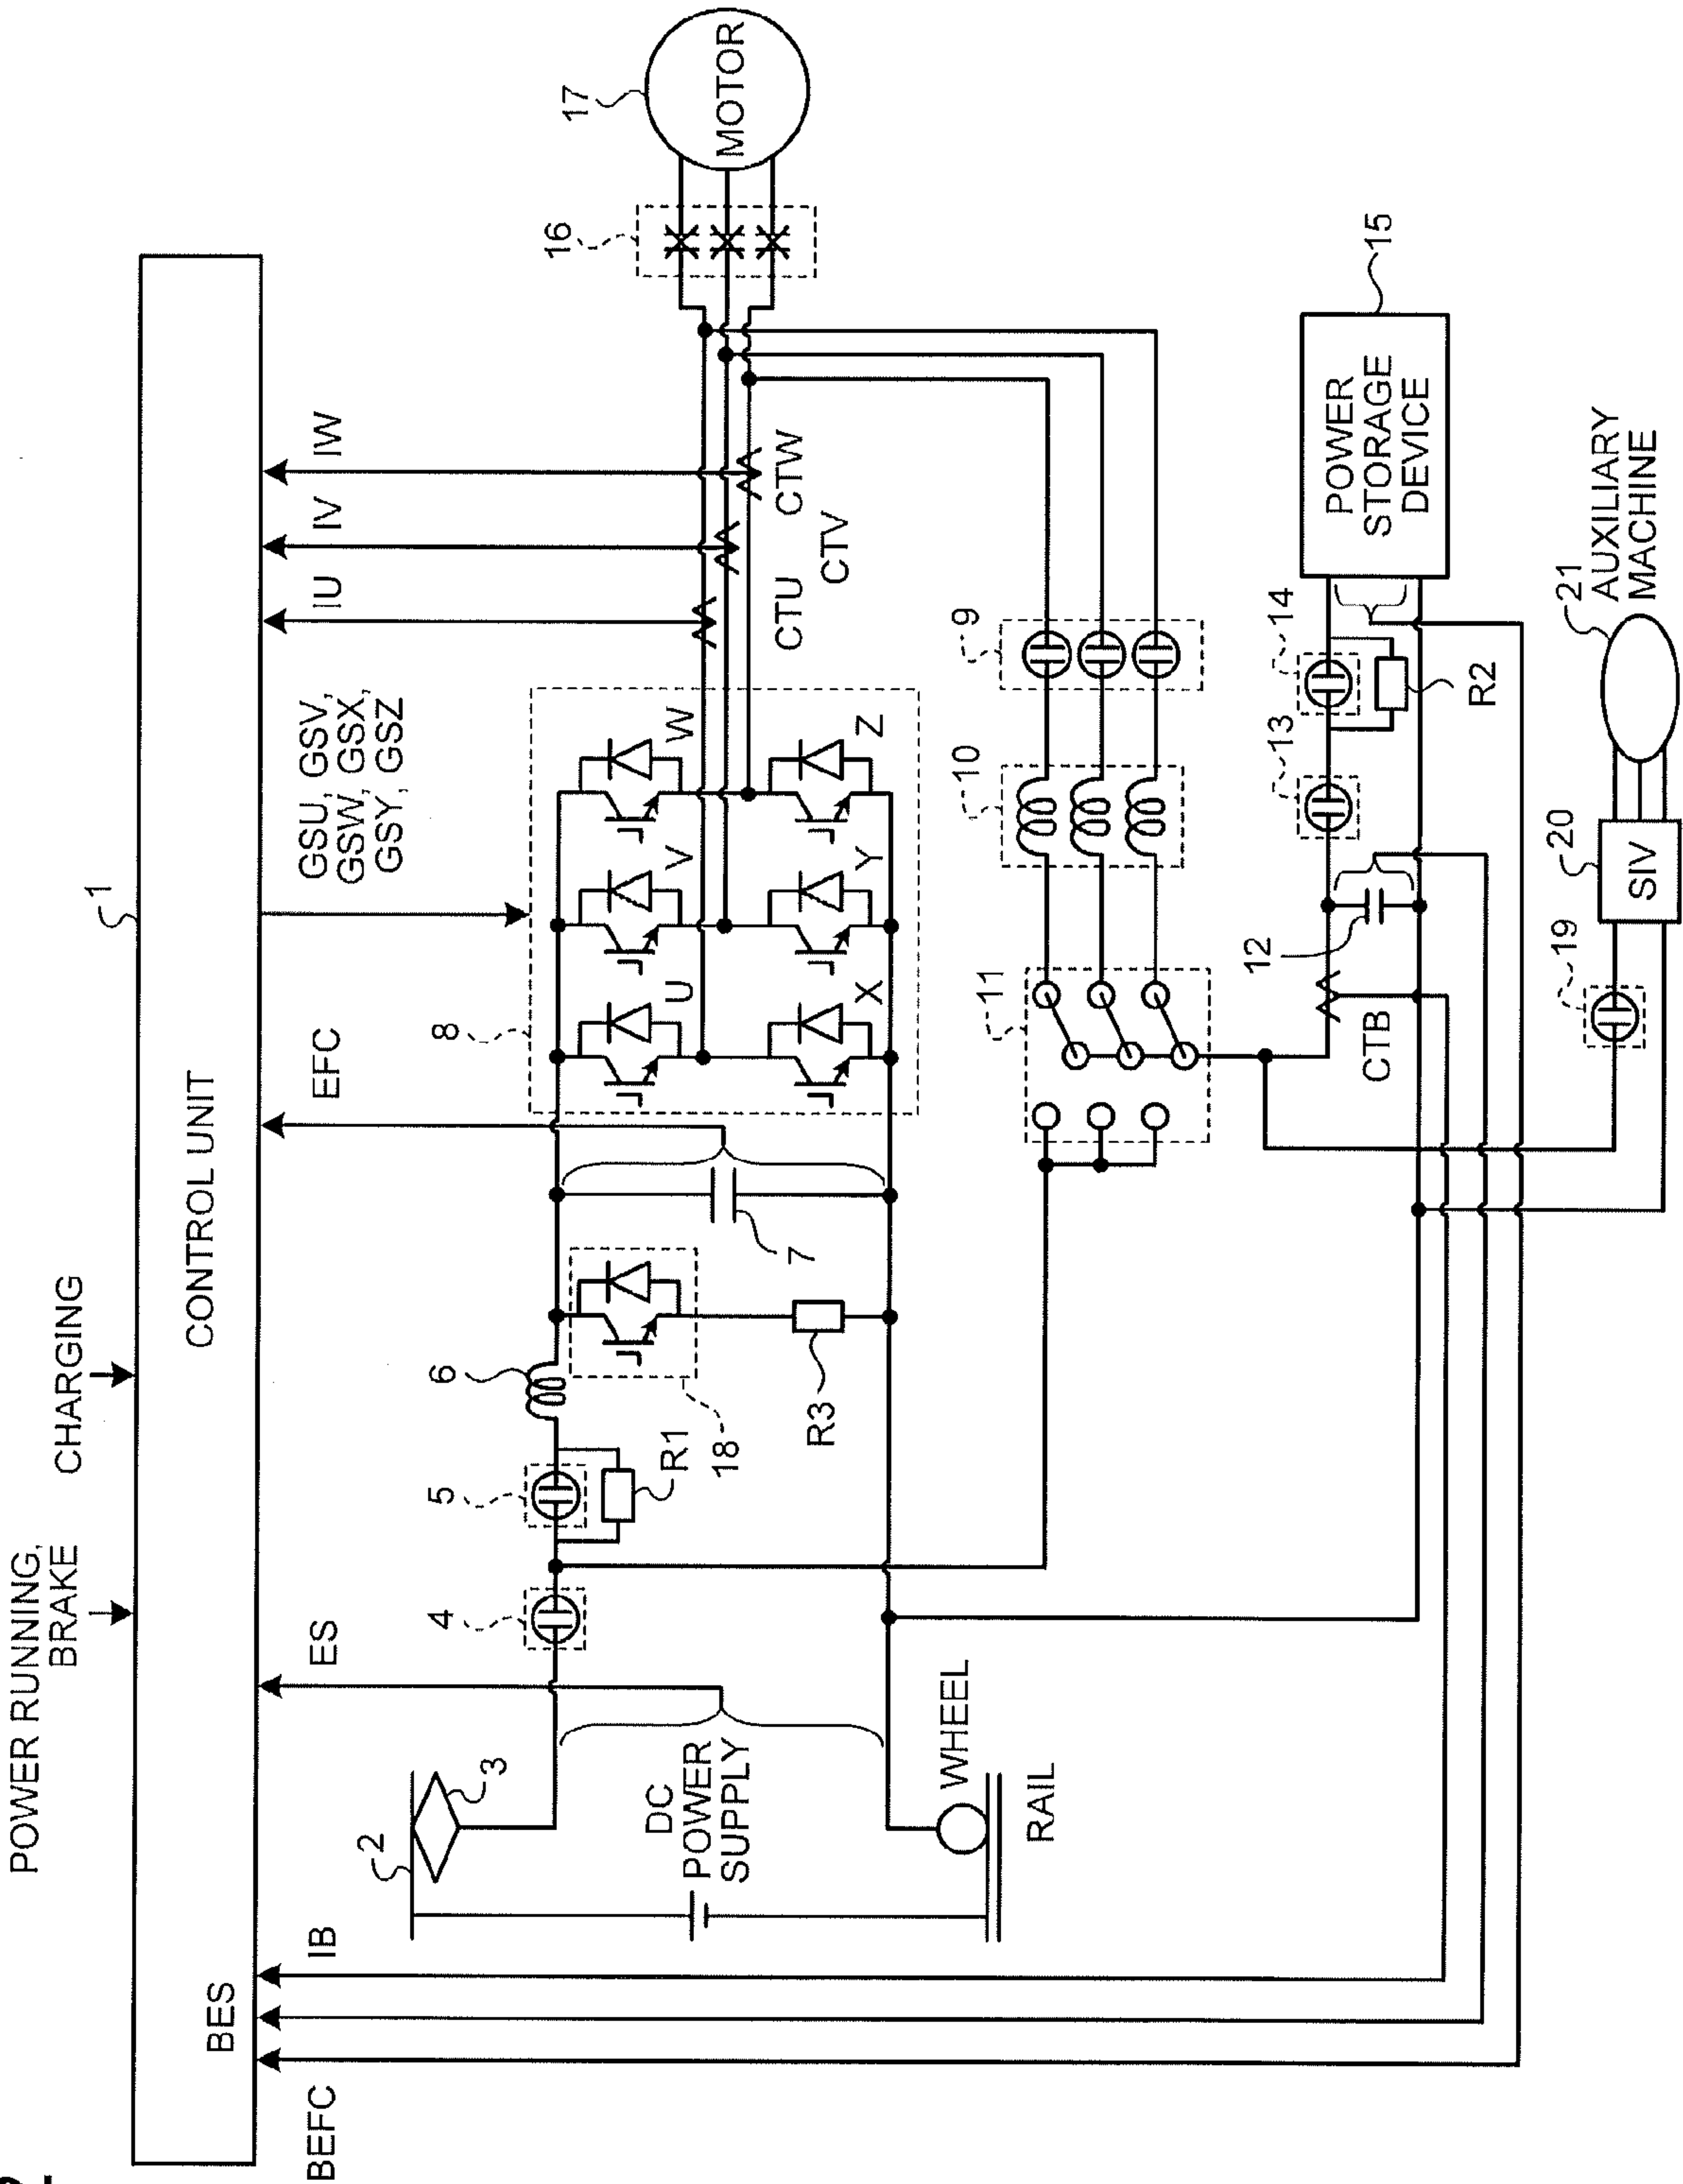 POWER RUNNING,
BRAKE
CHARGING
1
CONTROL UNIT
BEFC
BES
IB
ES
EFC
GSU, GSV,
GSW, GSX,
GSY, GSZ
IU
IV
IW
2
3
DC
POWER
SUPPLY
WHEEL
RAIL
4
5
R1
6
18
R3
7
8
U
V
W
X
Y
Z
CTU
CTV
CTW
16
17
MOTOR
9
10
11
CTB
12
13
14
R2
15
POWER
STORAGE
DEVICE
19
20
SIV
21
AUXILIARY
MACHINE